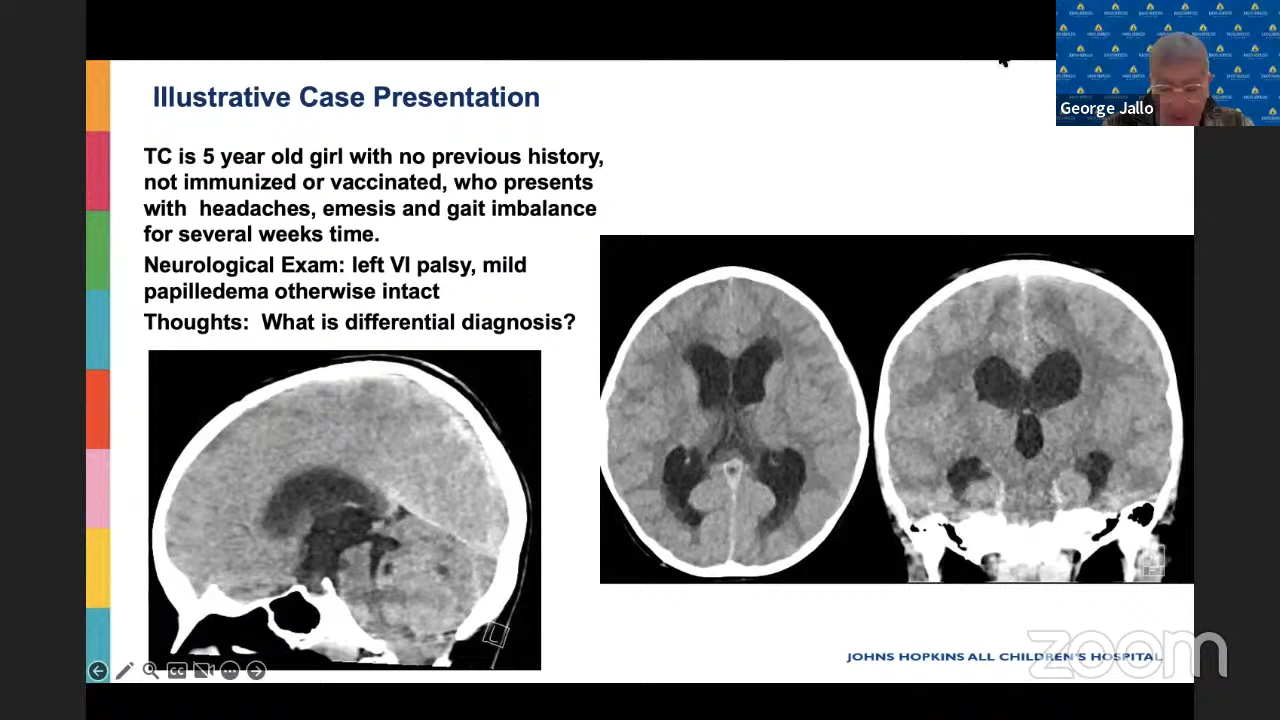 George Jallo
Illustrative Case Presentation
TC is 5 year old girl with no previous history,
not immunized or vaccinated, who presents
with headaches, emesis and gait imbalance
for several weeks time.
Neurological Exam: left VI palsy, mild
papilledema otherwise intact
Thoughts: What is differential diagnosis?
L
F
CC
JOHNS HOPKINS ALL CHILDREN'S HOSPITAL
zoom